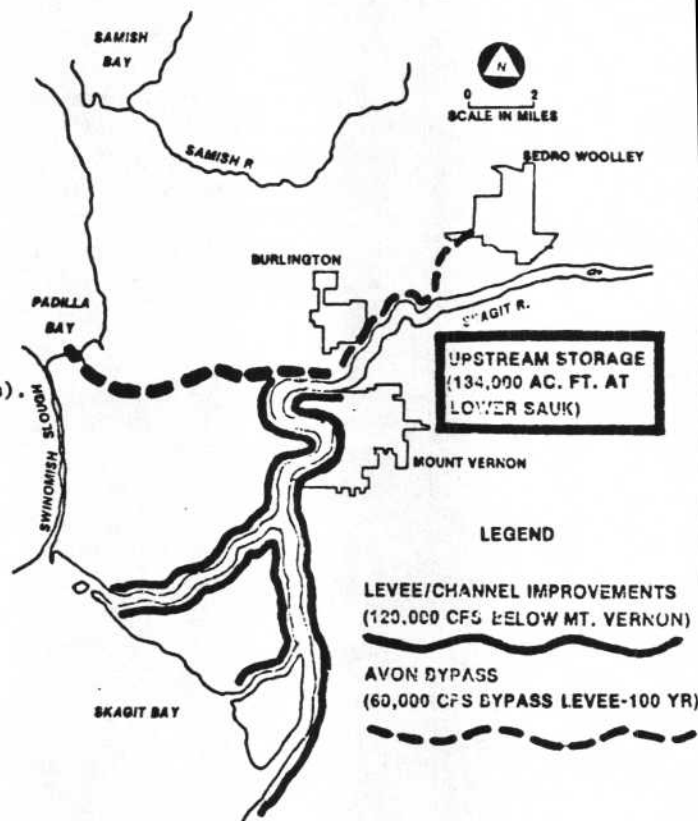 SAMISH
BAY
N
0 2
SCALE IN MILES
SAMISH R
SEDRO WOOLLEY
BURLINGTON
PADILLA
BAY
SKAGIT R.
UPSTREAM STORAGE
(134,000 AC. FT. AT
LOWER SAUK)
).
SWINOMISH SLOUGH
MOUNT VERNON
LEGEND
LEVEE/CHANNEL IMPROVEMENTS
(120,000 CFS BELOW MT. VERNON)
AVON BYPASS
(60,000 CFS BYPASS LEVEE-100 YR)
SKAGIT BAY